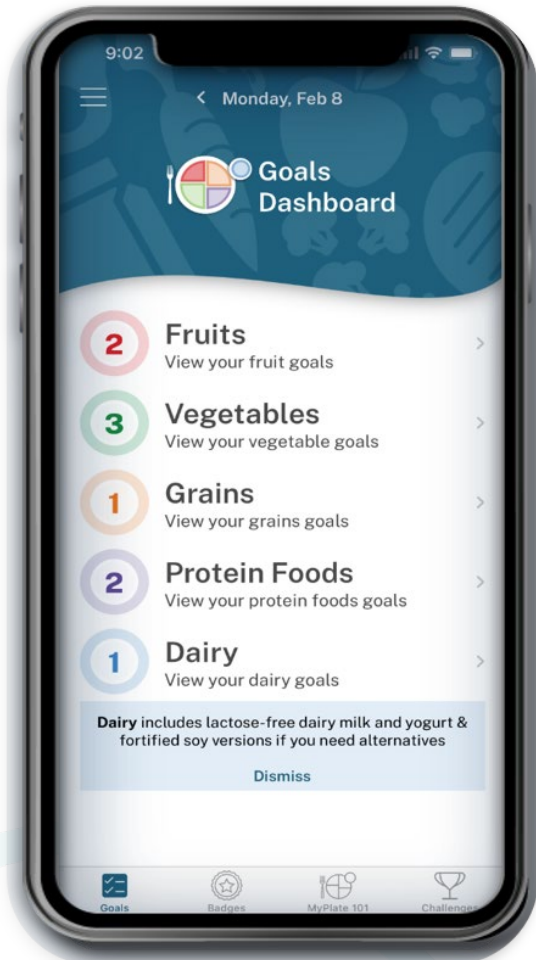 9:02
Monday, Feb 8
Goals
Dashboard
2
Fruits
View your fruit goals
3
Vegetables
View your vegetable goals
1
Grains
View your grains goals
2
Protein Foods
View your protein foods goals
1
Dairy
View your dairy goals
Dairy includes lactose-free dairy milk and yogurt &
fortified soy versions if you need alternatives
Dismiss
Goals
Badges
MyPlate 101
Challenges